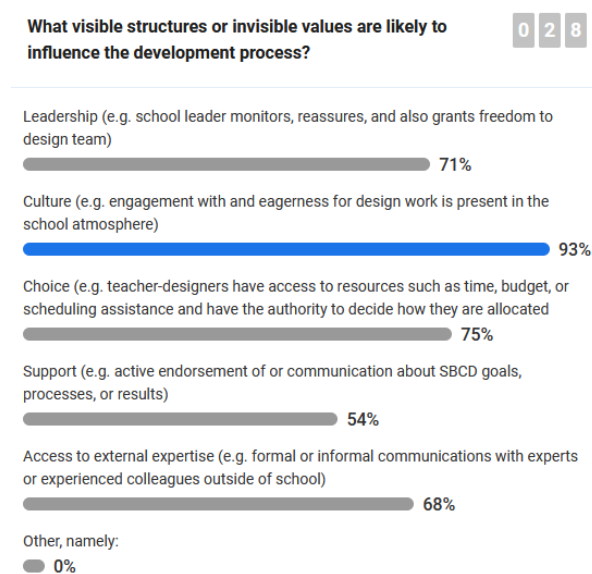 What visible structures or invisible values are likely to
influence the development process?
0 2 8
Leadership (e.g. school leader monitors, reassures, and also grants freedom to
design team)
71%
Culture (e.g. engagement with and eagerness for design work is present in the
school atmosphere)
93%
Choice (e.g. teacher-designers have access to resources such as time, budget, or
scheduling assistance and have the authority to decide how they are allocated
75%
Support (e.g. active endorsement of or communication about SBCD goals,
processes, or results)
54%
Access to external expertise (e.g. formal or informal communications with experts
or experienced colleagues outside of school)
68%
Other, namely:
0%